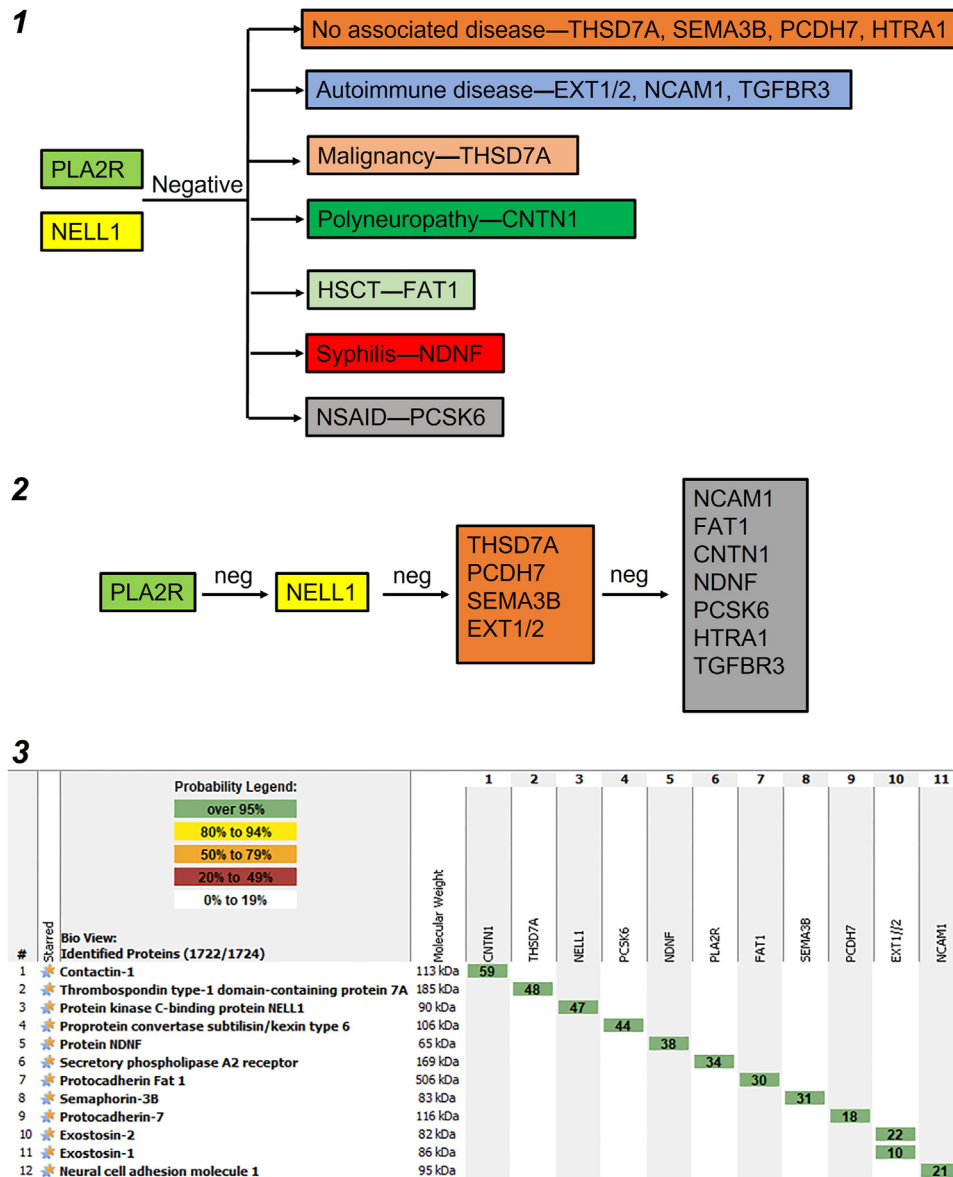 1
No associated disease—THSD7A, SEMA3B, PCDH7, HTRA1
Autoimmune disease—EXT1/2, NCAM1, TGFBR3
Malignancy—THSD7A
PLA2R
Negative
Polyneuropathy—CNTN1
NELL1
HSCT—FAT1
Syphilis—NDNF
NSAID—PCSK6
2
PLA2R
neg
NELL1
neg
THSD7A
PCDH7
SEMA3B
EXT1/2
neg
NCAM1
FAT1
CNTN1
NDNF
PCSK6
HTRA1
TGFBR3
3
1 2 3 4 5 6 7 8 9 10 11
Probability Legend:
over 95%
80% to 94%
50% to 79%
20% to 49%
0% to 19%
Bio View:
# Starred Identified Proteins (1722/1724) Molecular Weight CNTN1 THSD7A NELL1 PCSK6 NDNF PLA2R FAT1 SEMA3B PCDH7 EXT1//2 NCAM1
1 Contactin-1 113 kDa 59
2 Thrombospondin type-1 domain-containing protein 7A 185 kDa 48
3 Protein kinase C-binding protein NELL1 90 kDa 47
4 Proprotein convertase subtilisin/kexin type 6 106 kDa 44
5 Protein NDNF 65 kDa 38
6 Secretory phospholipase A2 receptor 169 kDa 34
7 Protocadherin Fat 1 506 kDa 30
8 Semaphorin-3B 83 kDa 31
9 Protocadherin-7 116 kDa 18
10 Exostosin-2 82 kDa 22
11 Exostosin-1 86 kDa 10
12 Neural cell adhesion molecule 1 95 kDa 21